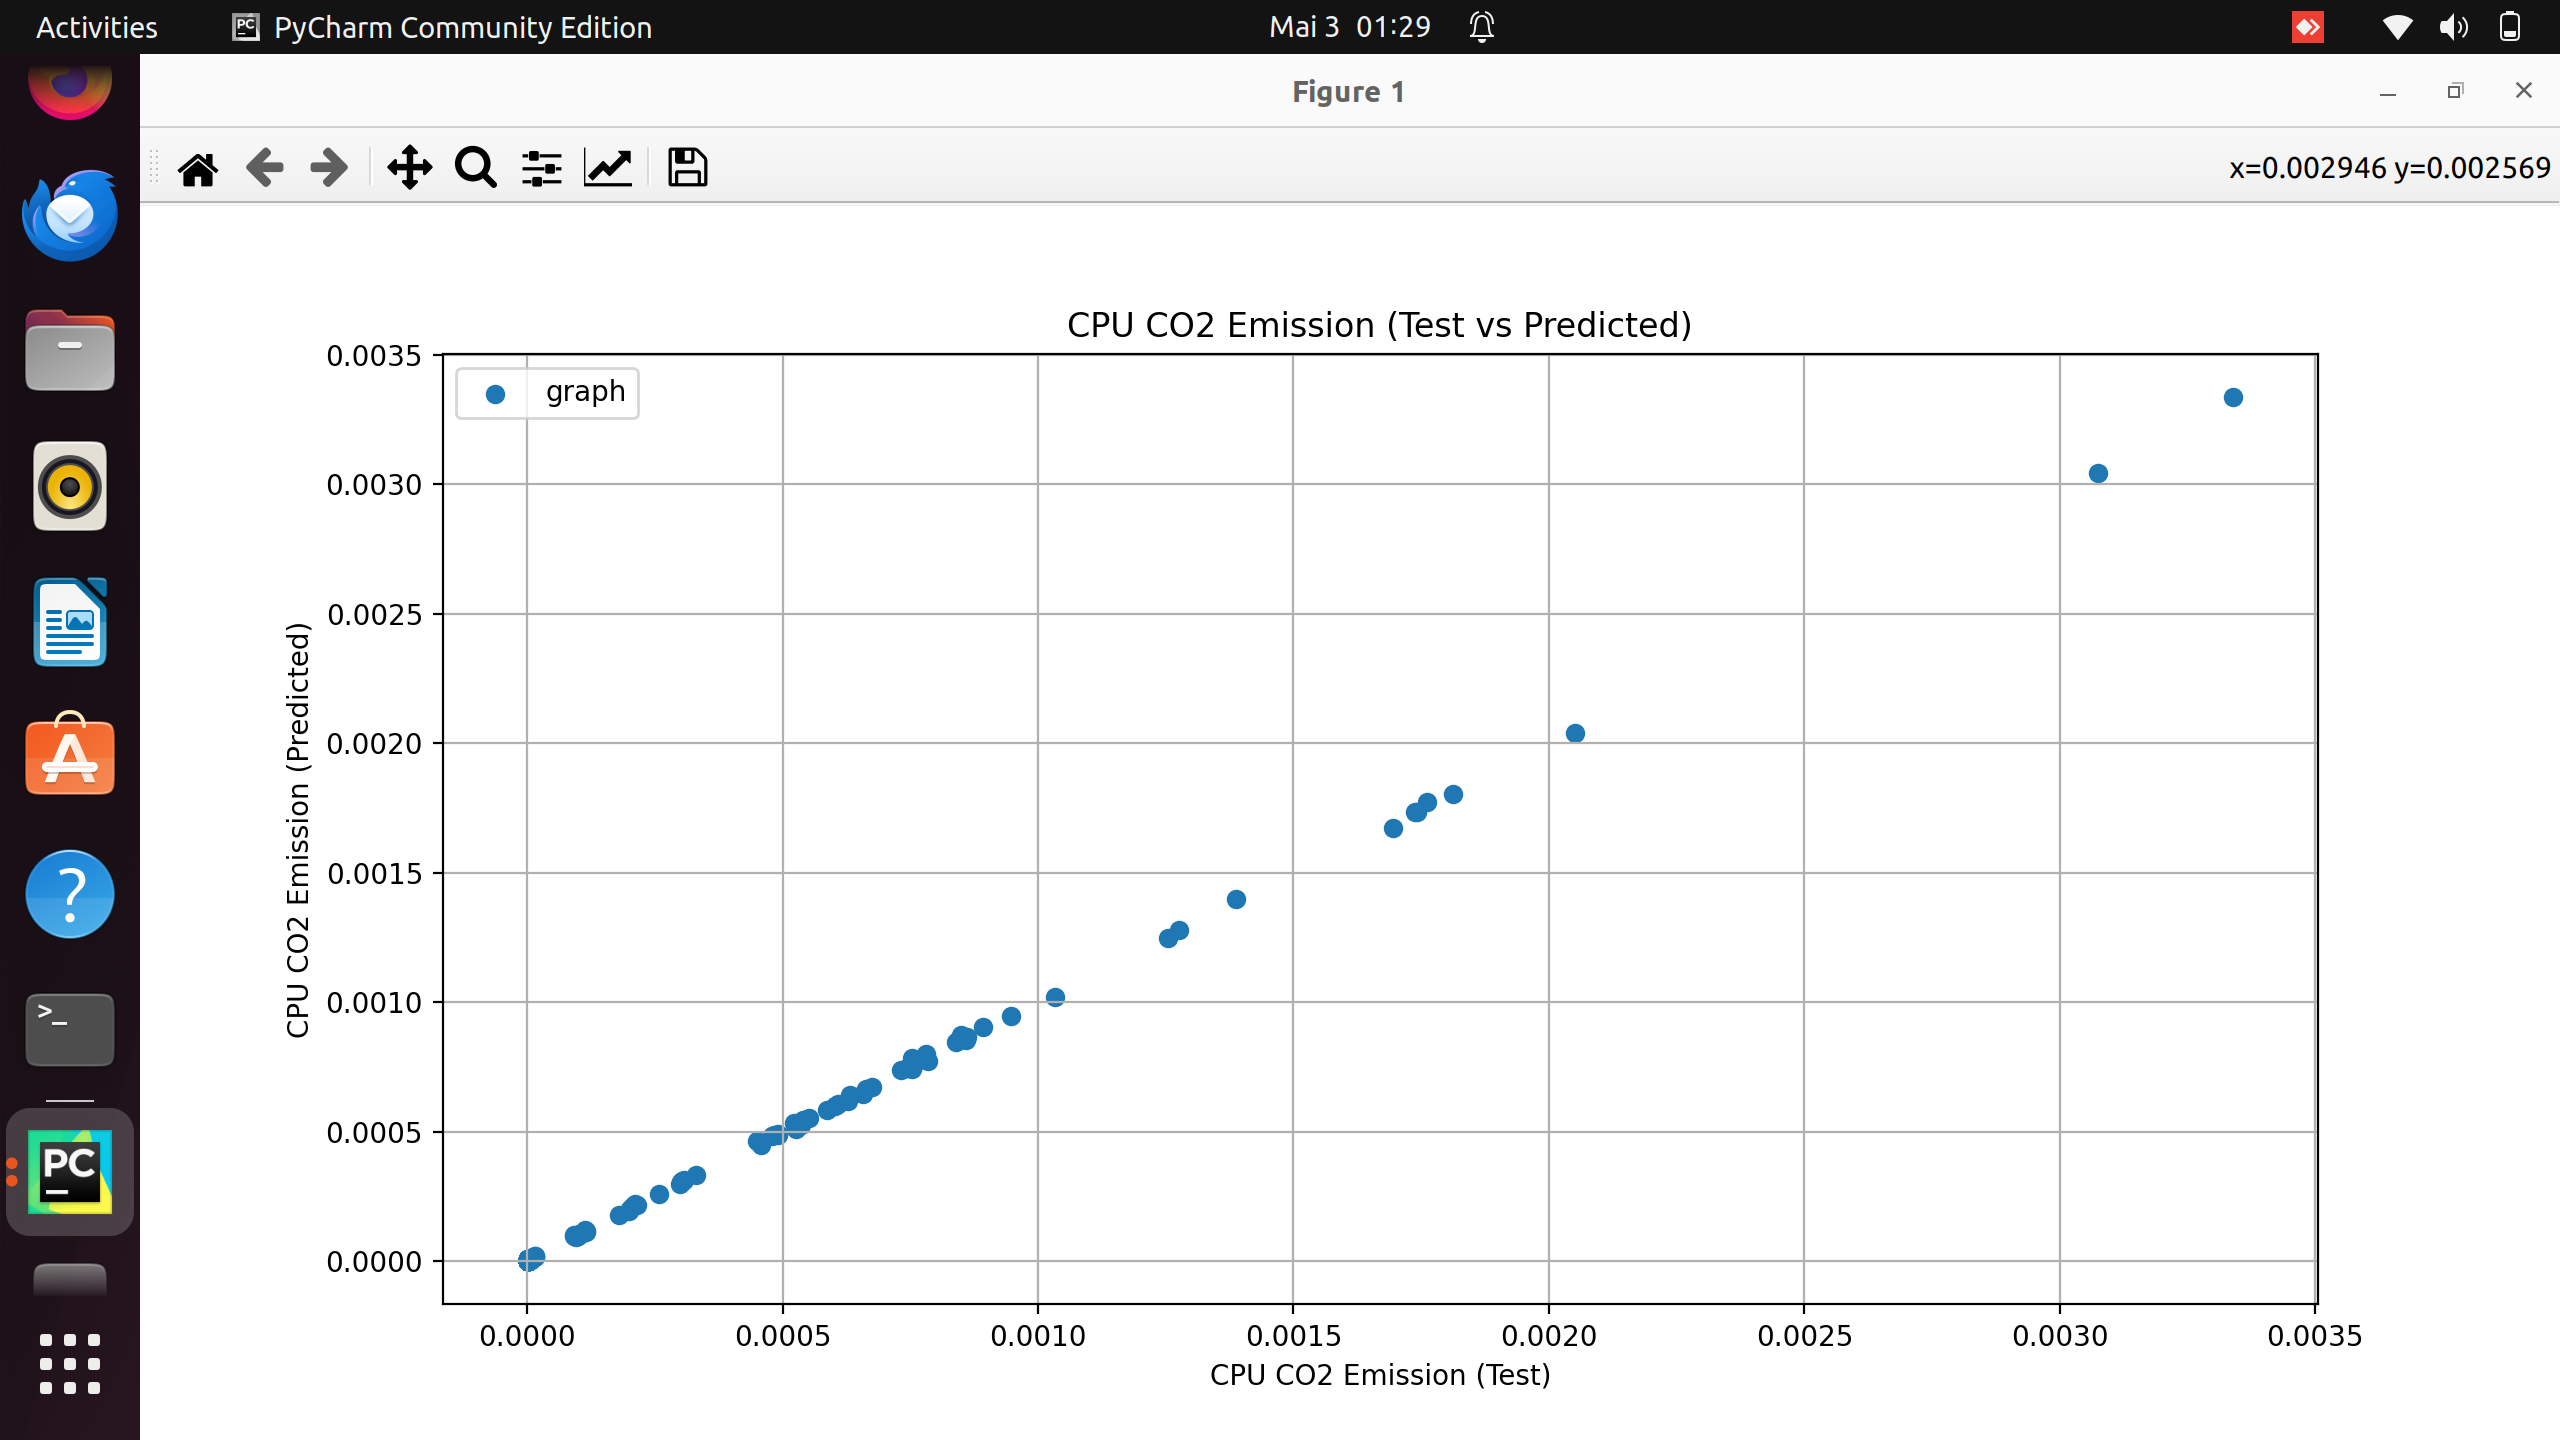 Activities PyCharm Community Edition Mai 3 01:29
Figure 1
x=0.002946 y=0.002569
CPU CO2 Emission (Test vs Predicted)
graph
0.0035
0.0030
0.0025
0.0020
0.0015
0.0010
0.0005
0.0000
CPU CO2 Emission (Predicted)
0.0000 0.0005 0.0010 0.0015 0.0020 0.0025 0.0030 0.0035
CPU CO2 Emission (Test)
A
?
>_
PC